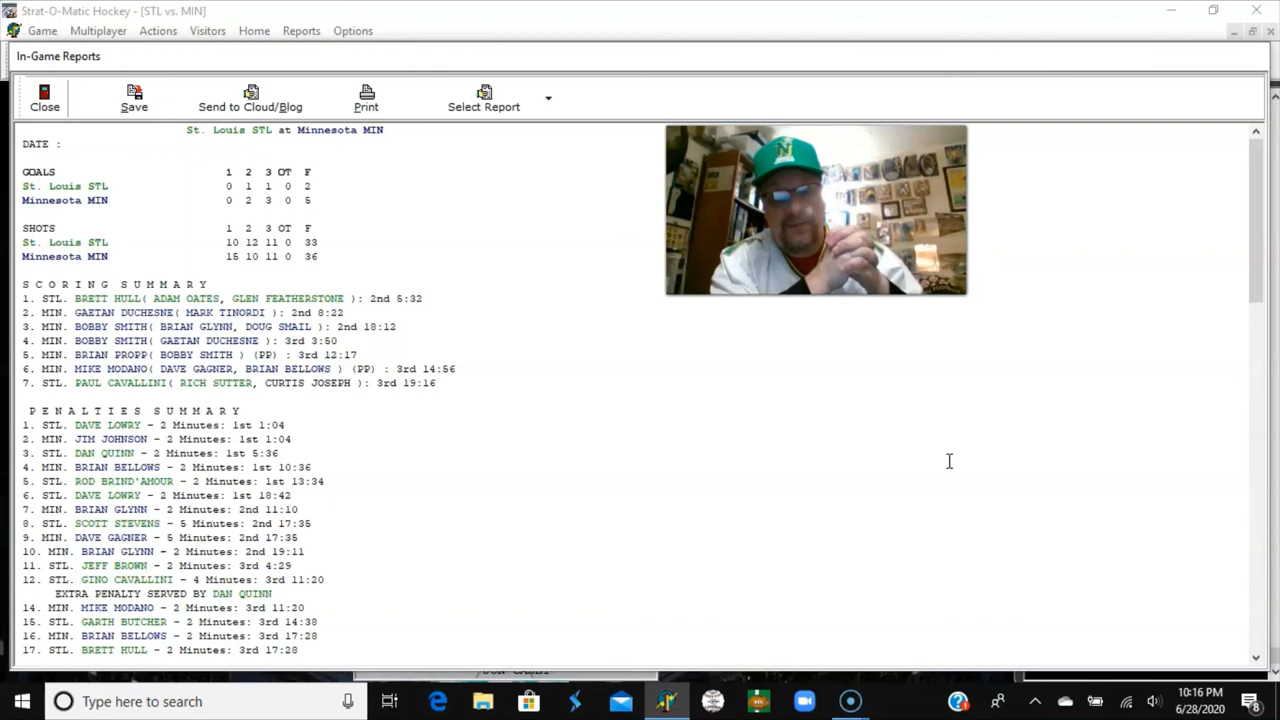 Strat-O-Matic Hockey - [STL vs. MIN]
Game Multiplayer Actions Visitors Home Reports Options
In-Game Reports
Close Save Send to Cloud/Blog Print Select Report
St. Louis STL at Minnesota MIN
DATE :
GOALS 1 2 3 OT F
St. Louis STL 0 1 1 0 2
Minnesota MIN 0 2 3 0 5
SHOTS 1 2 3 OT F
St. Louis STL 10 12 11 0 33
Minnesota MIN 15 10 11 0 36
S C O R I N G S U M M A R Y
1. STL. BRETT HULL( ADAM OATES, GLEN FEATHERSTONE ): 2nd 5:32
2. MIN. GAETAN DUCHESNE( MARK TINORDI ): 2nd 8:22
3. MIN. BOBBY SMITH( BRIAN GLYNN, DOUG SMAIL ): 2nd 18:12
4. MIN. BOBBY SMITH( GAETAN DUCHESNE ): 3rd 3:50
5. MIN. BRIAN PROPP( BOBBY SMITH ) (PP) : 3rd 12:17
6. MIN. MIKE MODANO( DAVE GAGNER, BRIAN BELLOWS ) (PP) : 3rd 14:56
7. STL. PAUL CAVALLINI( RICH SUTTER, CURTIS JOSEPH ): 3rd 19:16
P E N A L T I E S S U M M A R Y
1. STL. DAVE LOWRY - 2 Minutes: 1st 1:04
2. MIN. JIM JOHNSON - 2 Minutes: 1st 1:04
3. STL. DAN QUINN - 2 Minutes: 1st 5:36
4. MIN. BRIAN BELLOWS - 2 Minutes: 1st 10:36
5. STL. ROD BRIND'AMOUR - 2 Minutes: 1st 13:34
6. STL. DAVE LOWRY - 2 Minutes: 1st 18:42
7. MIN. BRIAN GLYNN - 2 Minutes: 2nd 11:10
8. STL. SCOTT STEVENS - 5 Minutes: 2nd 17:35
9. MIN. DAVE GAGNER - 5 Minutes: 2nd 17:35
10. MIN. BRIAN GLYNN - 2 Minutes: 2nd 19:11
11. STL. JEFF BROWN - 2 Minutes: 3rd 4:29
12. STL. GINO CAVALLINI - 4 Minutes: 3rd 11:20
EXTRA PENALTY SERVED BY DAN QUINN
14. MIN. MIKE MODANO - 2 Minutes: 3rd 11:20
15. STL. GARTH BUTCHER - 2 Minutes: 3rd 14:38
16. MIN. BRIAN BELLOWS - 2 Minutes: 3rd 17:28
17. STL. BRETT HULL - 2 Minutes: 3rd 17:28
Type here to search
10:16 PM
6/28/2020
8